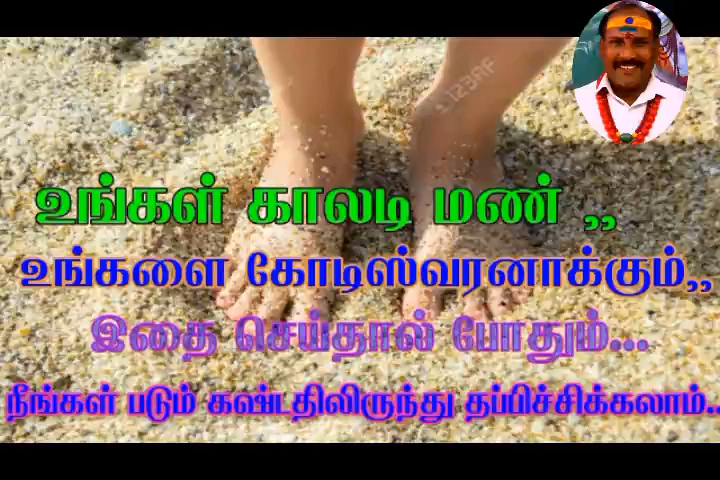 உங்கள் காலடி மண் ,,
உங்களை கோடிஸ்வரனாக்கும்,,
இதை செய்தால் போதும்...
நீங்கள் படும் கஷ்டதிலிருந்து தப்பிச்சிக்கலாம்..